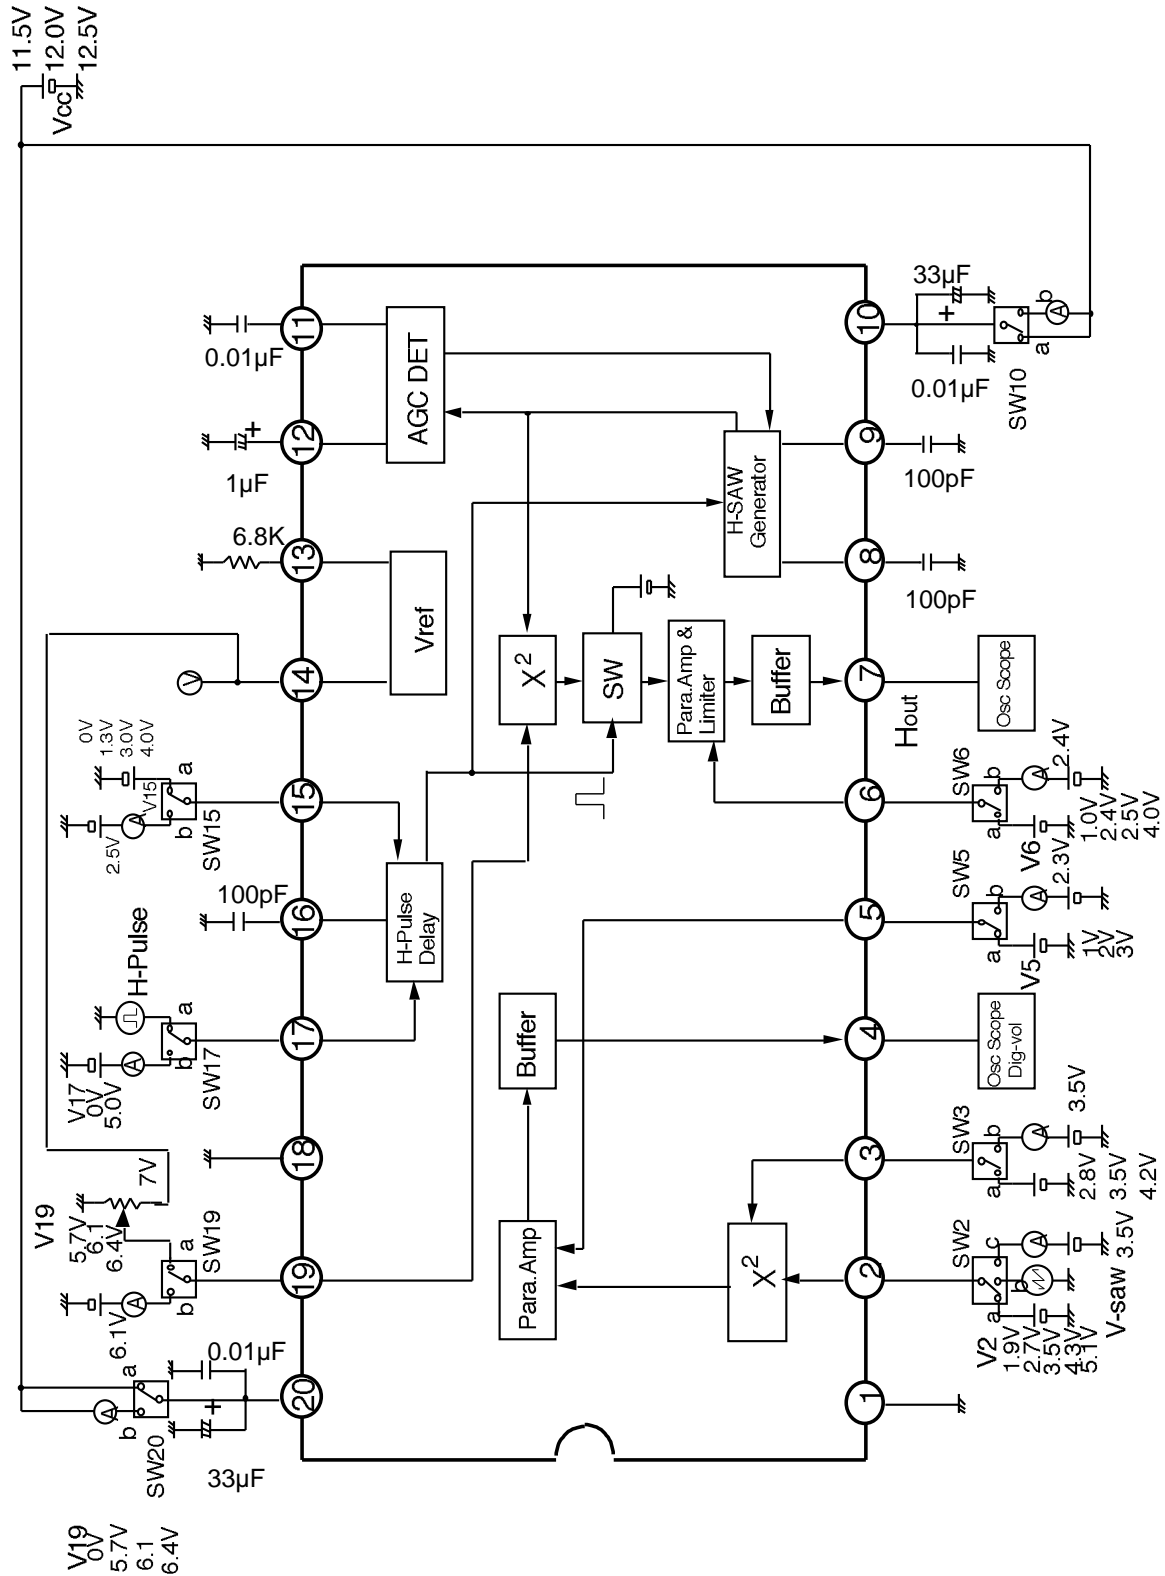 11.5V
12.0V
12.5V
Vcc
11
0.01µF
12
+
1µF
13
6.8K
14
V
15
0V
1.3V
3.0V
4.0V
a
V15
A
b
SW15
2.5V
16
100pF
17
H-Pulse
a
b
A
SW17
V17
0V
5.0V
18
7V
V19
5.7V
6.1
6.4V
a
SW19
b
A
6.1V
19
20
0.01µF
a
A
b
+
SW20
33µF
V19
0V
5.7V
6.1
6.4V
AGC DET
Vref
H-SAW
Generator
X²
SW
Para.Amp &
Limiter
Buffer
H-Pulse
Delay
Buffer
Para.Amp
X²
10
33µF
+
0.01µF
b
A
a
SW10
9
100pF
8
100pF
7
Hout
Osc Scope
6
SW6
b
A
2.4V
a
V6
1.0V
2.4V
2.5V
4.0V
5
SW5
b
A
2.3V
a
V5
1V
2V
3V
4
Osc Scope
Dig-vol
3
SW3
b
A
3.5V
a
2.8V
3.5V
4.2V
2
SW2
c
A
3.5V
b
V-saw
a
V2
1.9V
2.7V
3.5V
4.3V
5.1V
1